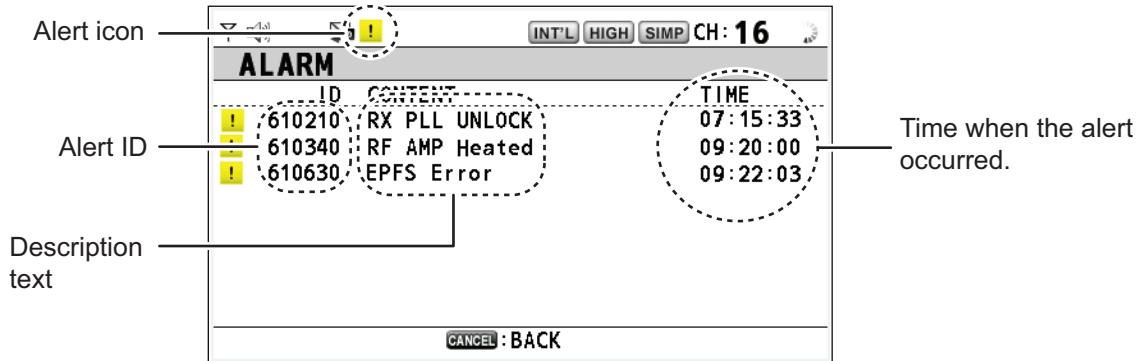 Alert icon
! INT'L HIGH SIMP CH: 16
ALARM
ID CONTENT TIME
! 610210 RX PLL UNLOCK 07:15:33
! 610340 RF AMP Heated 09:20:00
! 610630 EPFS Error 09:22:03
Alert ID
Time when the alert
occurred.
Description
text
CANCEL : BACK